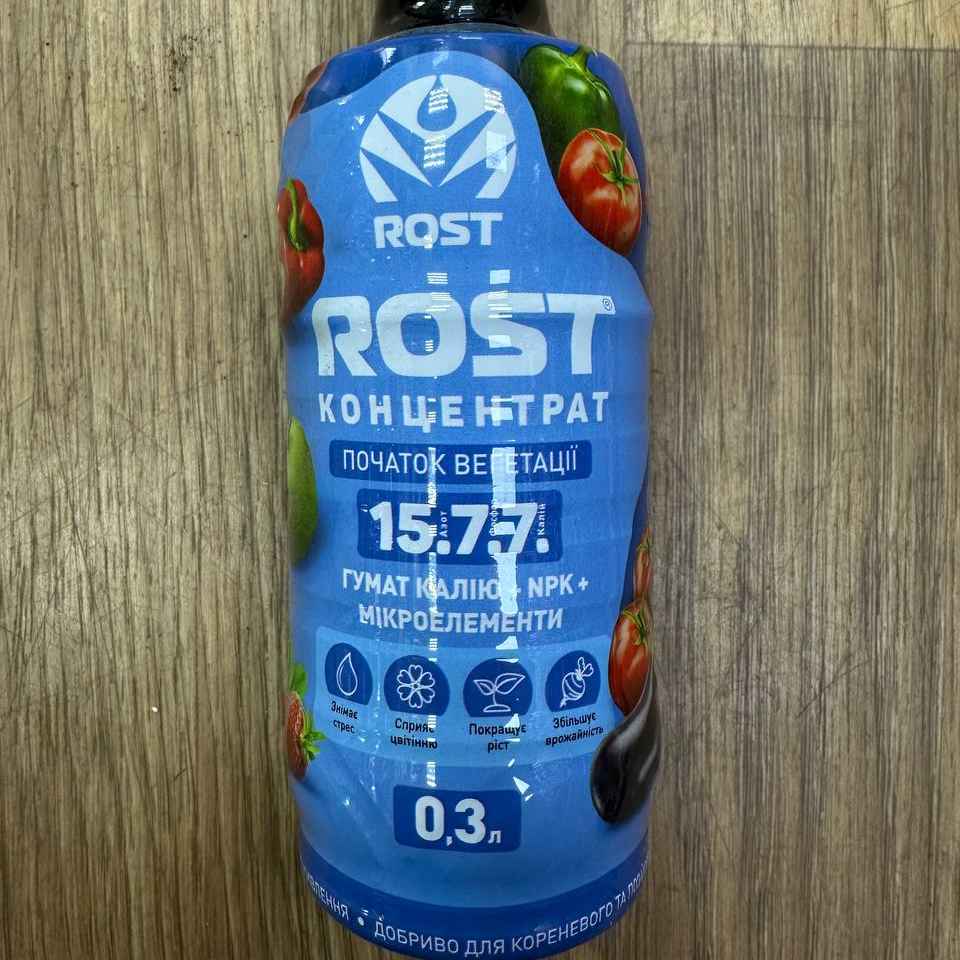 ROST
ROST®
КОНЦЕНТРАТ
ПОЧАТОК ВЕГЕТАЦІЇ
15.7.7.
Азот Фосфор Калій
ГУМАТ КАЛІЮ + NPK +
МІКРОЕЛЕМЕНТИ
Знімає стрес
Сприяє цвітінню
Покращує ріст
Збільшує врожайність
0,3л
• ДОБРИВО ДЛЯ КОРЕНЕВОГО ТА